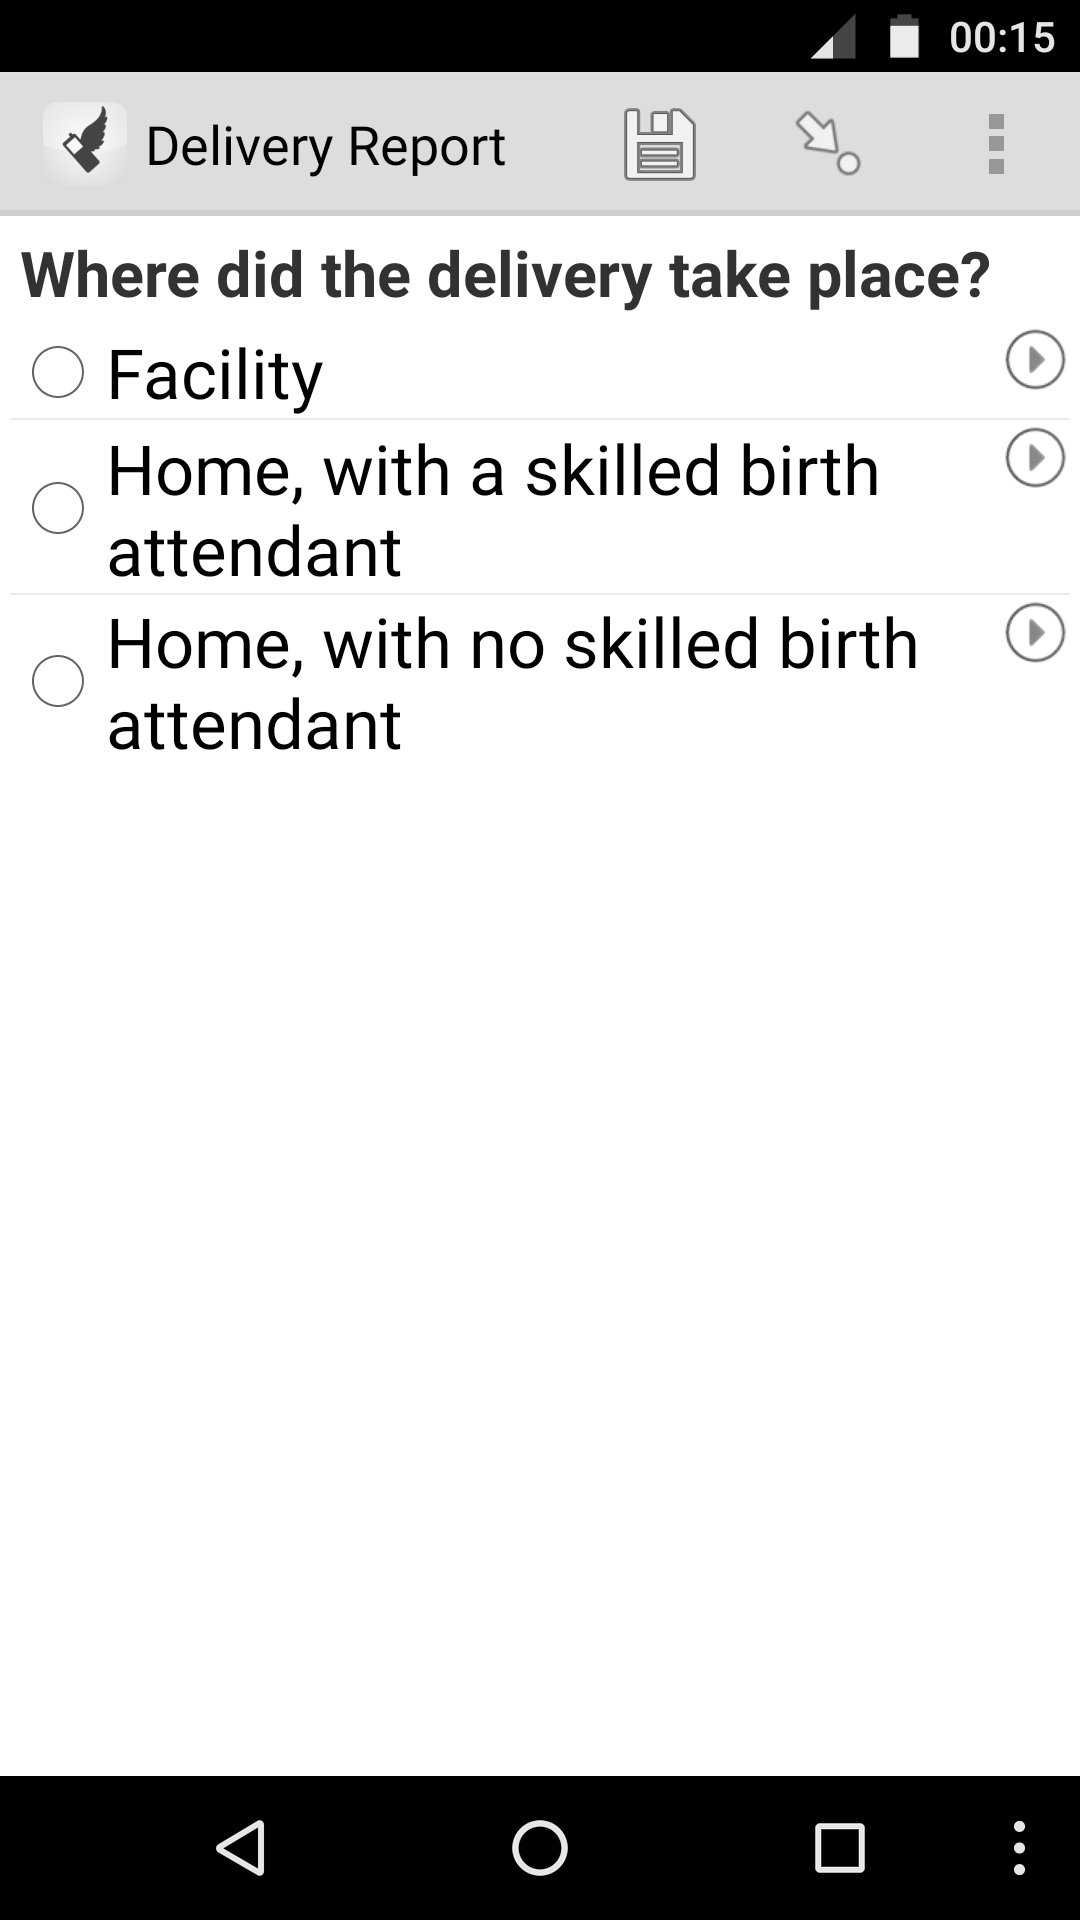 00:15
Delivery Report
Where did the delivery take place?
Facility
Home, with a skilled birth
attendant
Home, with no skilled birth
attendant